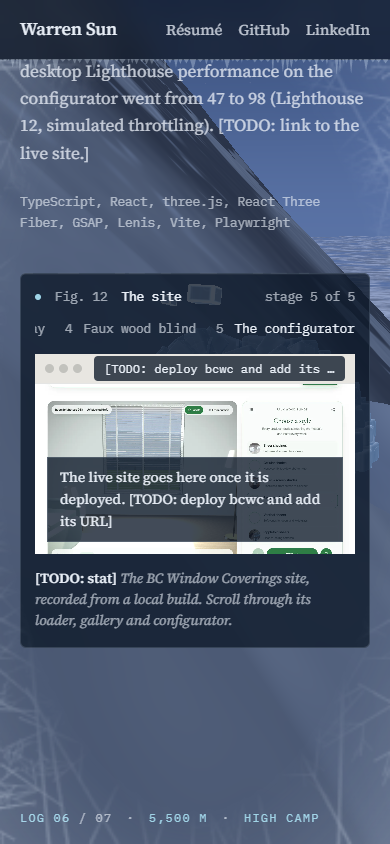 Warren Sun
Résumé GitHub LinkedIn
desktop Lighthouse performance on the
configurator went from 47 to 98 (Lighthouse
12, simulated throttling). [TODO: link to the
live site.]
TypeScript, React, three.js, React Three
Fiber, GSAP, Lenis, Vite, Playwright
Fig. 12 The site stage 5 of 5
ay 4 Faux wood blind 5 The configurator
[TODO: deploy bcwc and add its …
Choose a style
The live site goes here once it is
deployed. [TODO: deploy bcwc and add
its URL]
[TODO: stat] The BC Window Coverings site,
recorded from a local build. Scroll through its
loader, gallery and configurator.
LOG 06 / 07 · 5,500 M · HIGH CAMP